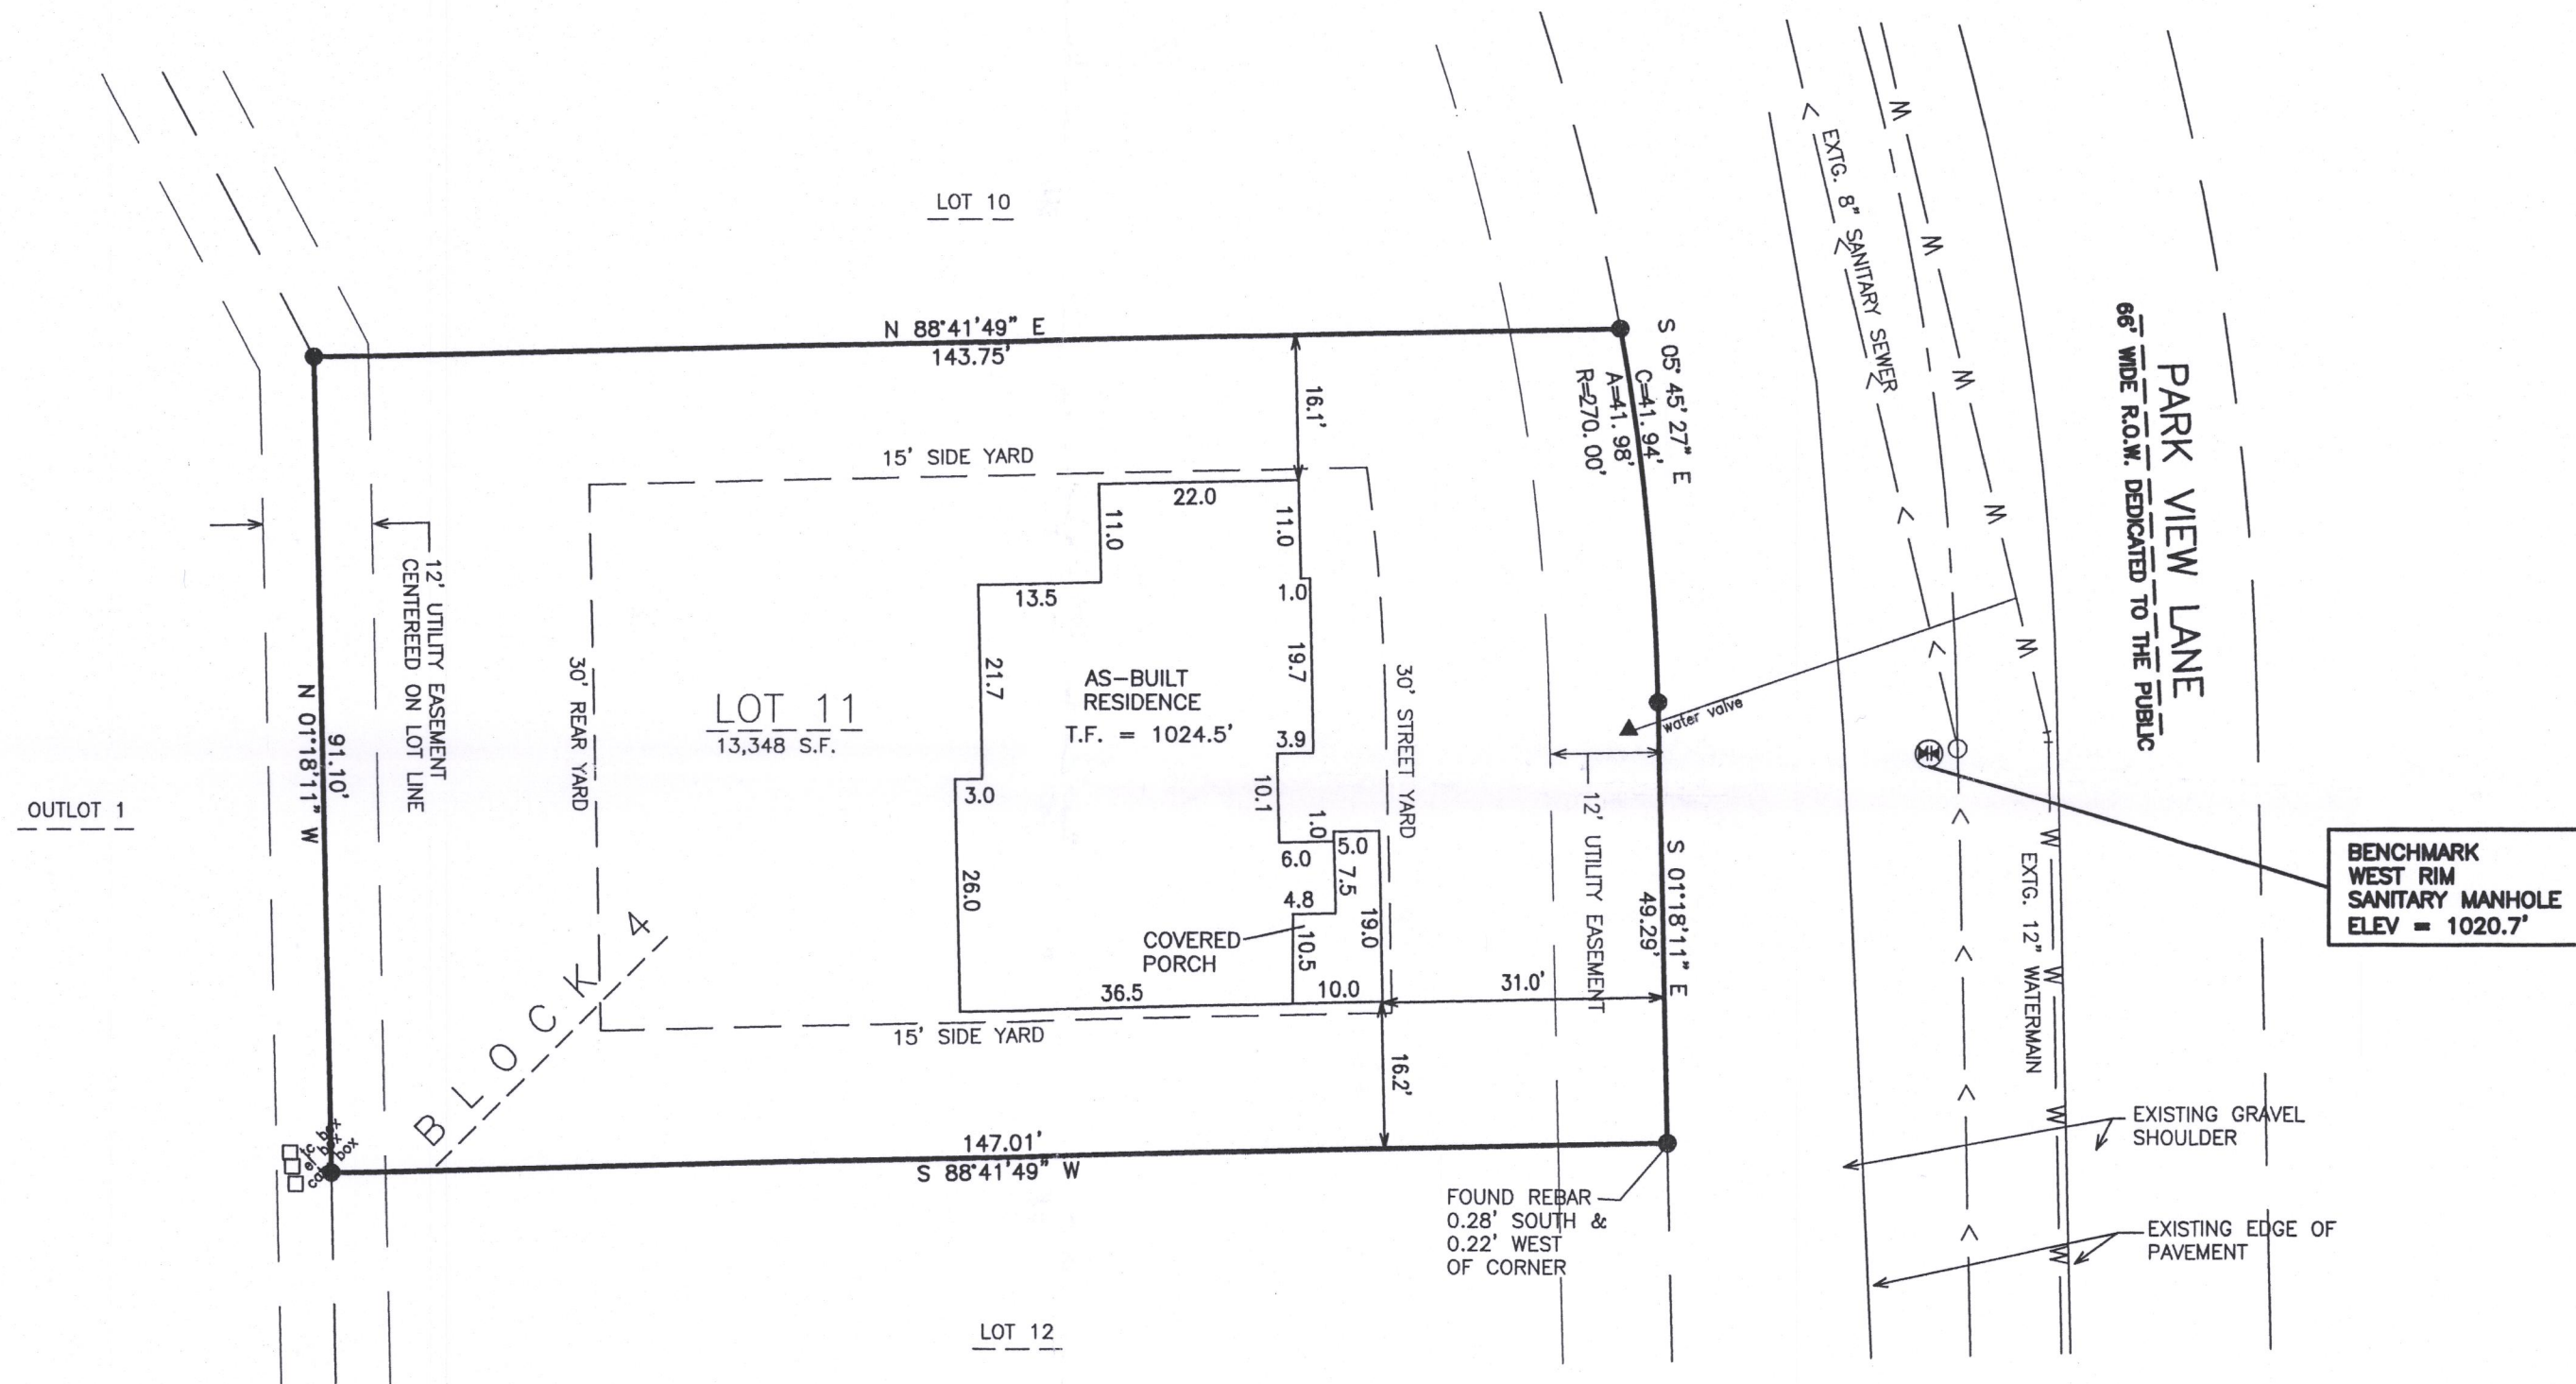 LOT 10
N 88°41'49" E
143.75'
S 05°45'27" E
C=41.94'
A=41.98'
R=270.00'
EXTG. 8" SANITARY SEWER
PARK VIEW LANE
66' WIDE R.O.W. DEDICATED TO THE PUBLIC
16.1'
15' SIDE YARD
22.0
11.0
11.0
13.5
1.0
12' UTILITY EASEMENT
CENTERED ON LOT LINE
30' REAR YARD
21.7
19.7
AS-BUILT
RESIDENCE
T.F. = 1024.5'
30' STREET YARD
LOT 11
13,348 S.F.
water valve
N 01°18'11" W
91.10'
3.9
3.0
10.1
1.0
5.0
6.0
7.5
OUTLOT 1
12' UTILITY EASEMENT
S 01°18'11" E
49.29'
BENCHMARK
WEST RIM
SANITARY MANHOLE
ELEV = 1020.7'
EXTG. 12" WATERMAIN
26.0
4.8
19.0
COVERED
PORCH
10.5
36.5
10.0
31.0'
BLOCK 4
15' SIDE YARD
16.2'
EXISTING GRAVEL
SHOULDER
147.01'
S 88°41'49" W
box
box
box
FOUND REBAR
0.28' SOUTH &
0.22' WEST
OF CORNER
EXISTING EDGE OF
PAVEMENT
LOT 12
W
W
W
W
W
W
W
W
W